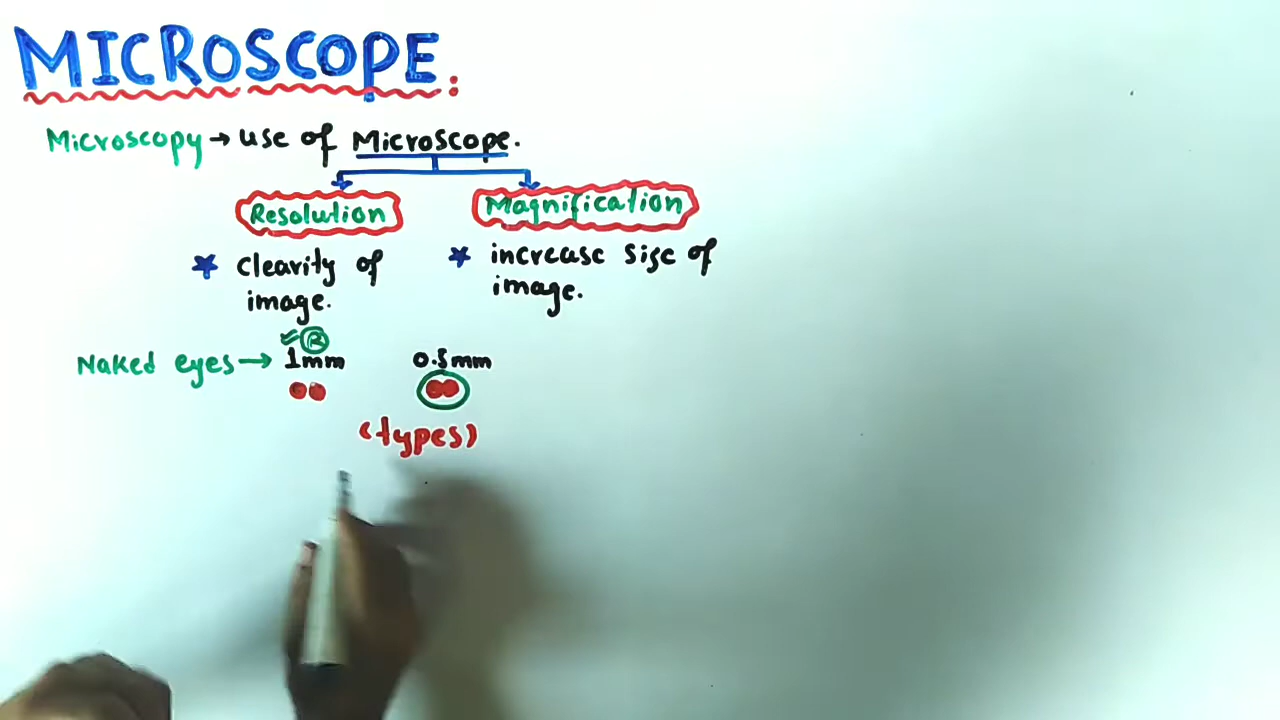 MICROSCOPE:
Microscopy → use of Microscope.
Resolution
Magnification
★ clearity of
image.
★ increase size of
image.
R
Naked eyes → 1mm
0.5mm
(types)